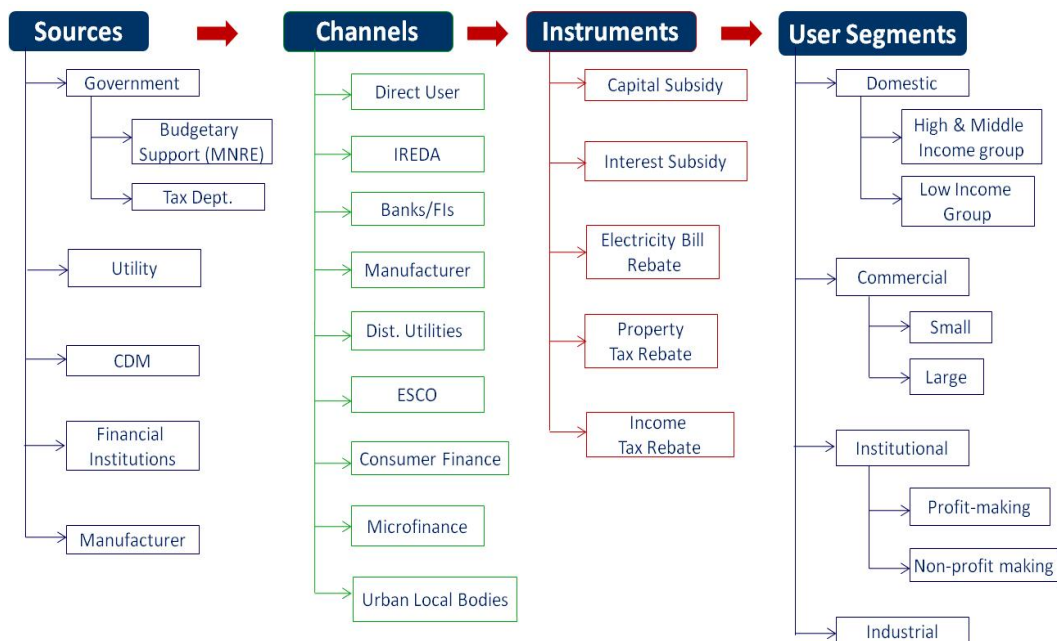 Sources
Channels
Instruments
User Segments
Government
Budgetary
Support (MNRE)
Tax Dept.
Utility
CDM
Financial
Institutions
Manufacturer
Direct User
IREDA
Banks/FIs
Manufacturer
Dist. Utilities
ESCO
Consumer Finance
Microfinance
Urban Local Bodies
Capital Subsidy
Interest Subsidy
Electricity Bill
Rebate
Property
Tax Rebate
Income
Tax Rebate
Domestic
High & Middle
Income group
Low Income
Group
Commercial
Small
Large
Institutional
Profit-making
Non-profit making
Industrial